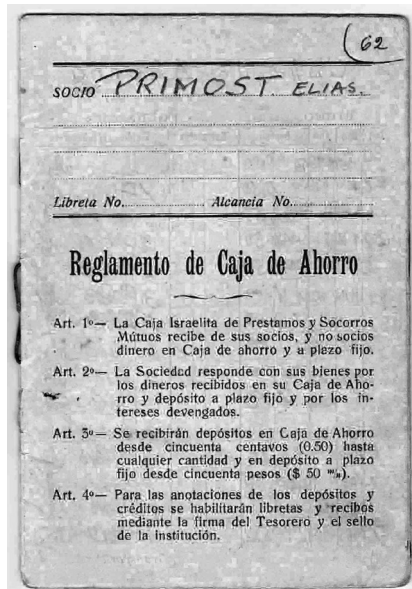 62
SOCIO PRIMOST ELIAS.
Libreta No. Alcancia No.
Reglamento de Caja de Ahorro
Art. 1º— La Caja Israelita de Prestamos y Socorros
Mútuos recibe de sus socios, y no socios
dinero en Caja de ahorro y a plazo fijo.
Art. 2º— La Sociedad responde con sus bienes por
los dineros recibidos en su Caja de Aho-
rro y depósito a plazo fijo y por los in-
tereses devengados.
Art. 3º— Se recibirán depósitos en Caja de Ahorro
desde cincuenta centavos (0.50) hasta
cualquier cantidad y en depósito a plazo
fijo desde cincuenta pesos ($ 50 m/n).
Art. 4º— Para las anotaciones de los depósitos y
créditos se habilitarán libretas y recibos
mediante la firma del Tesorero y el sello
de la institución.